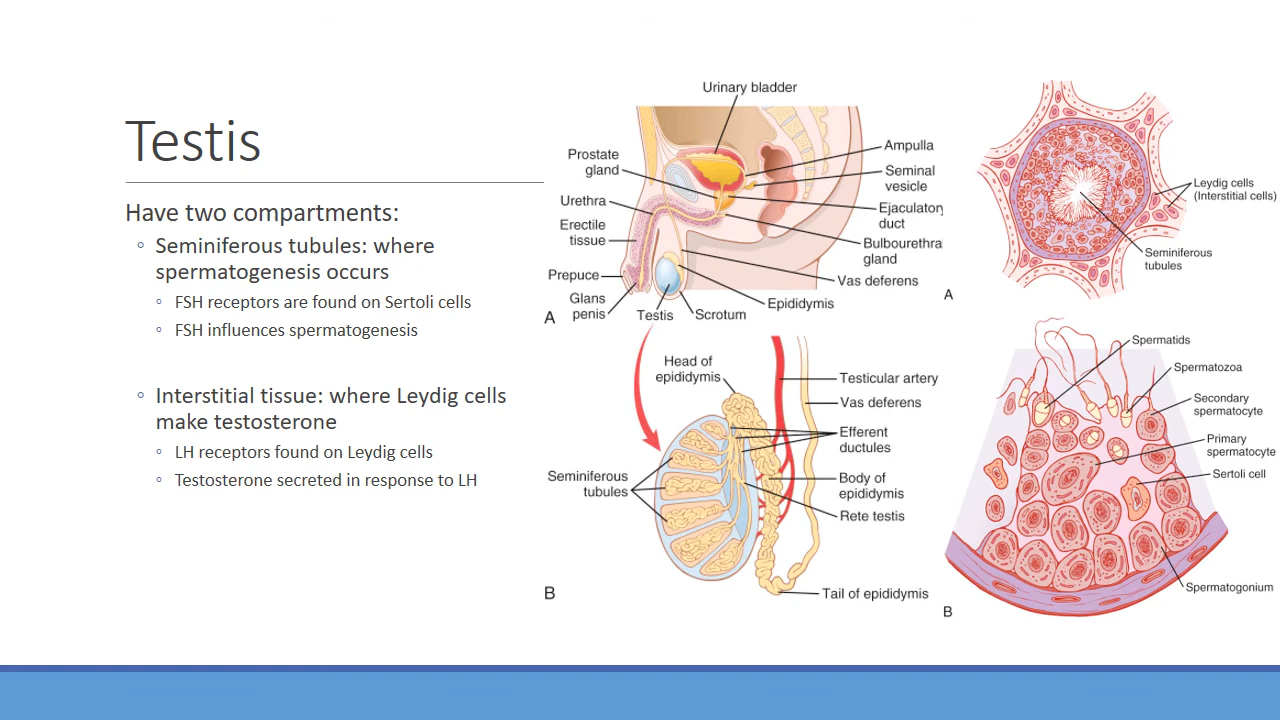 Testis
Have two compartments:
◦ Seminiferous tubules: where
spermatogenesis occurs
◦ FSH receptors are found on Sertoli cells
◦ FSH influences spermatogenesis
◦ Interstitial tissue: where Leydig cells
make testosterone
◦ LH receptors found on Leydig cells
◦ Testosterone secreted in response to LH
Urinary bladder
Prostate
gland
Urethra
Erectile
tissue
Prepuce
Glans
penis
Testis
Scrotum
Ampulla
Seminal
vesicle
Ejaculatory
duct
Bulbourethra
gland
Vas deferens
Epididymis
A
Head of
epididymis
Seminiferous
tubules
Testicular artery
Vas deferens
Efferent
ductules
Body of
epididymis
Rete testis
Tail of epididymis
B
Leydig cells
(Interstitial cells)
Seminiferous
tubules
A
Spermatids
Spermatozoa
Secondary
spermatocyte
Primary
spermatocyte
Sertoli cell
Spermatogonium
B